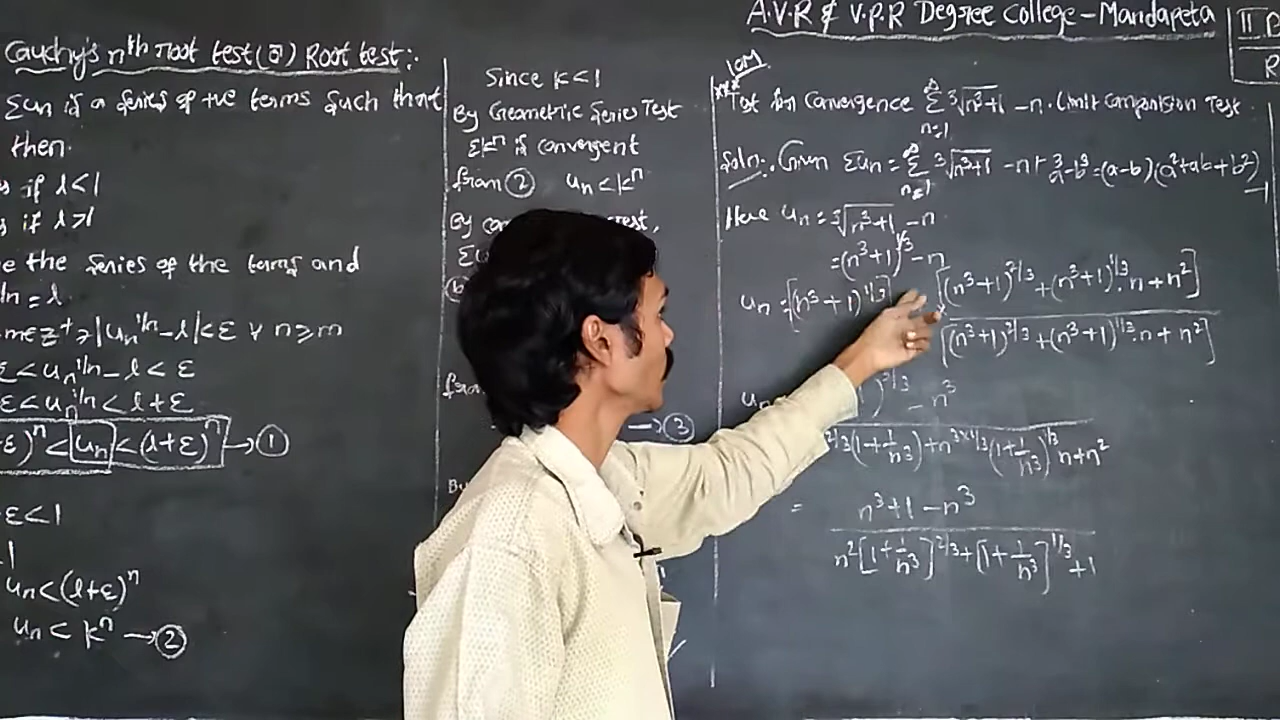 A.V.R & V.P.R Degree College - Mandapeta
II B
R
Cauchy's nth root test (or) Root test:
Σun is a series of +ve terms such that
then.
if l<1
if l>1
the series of the terms and
= l.
m∈z⁺ ∋ |un^1/n - l| < ε ∀ n ≥ m
ε < un^1/n - l < ε
ε < un^1/n < l+ε
ε)^n < un < (l+ε)^n → ①
ε<1
un < (l+ε)^n
un < k^n → ②
Since k<1
By Geometric Series Test
Σk^n is convergent
from ② un < k^n
By test,
→ ③
10M
*** Test for Convergence ∞Σn=1 ³√n³+1 - n. Limit comparision Test
Soln: Given Σun = ∞Σn=1 ³√n³+1 - n + a³-b³=(a-b)(a²+ab+b²)
Here un = ³√n³+1 - n
= (n³+1)^1/3 - n
un = [(n³+1)^1/3 [(n³+1)^2/3 + (n³+1)^1/3 . n + n²]
[(n³+1)^2/3 + (n³+1)^1/3 . n + n²]
un )^3/3 - n³
2/3(1+1/n³) + n^3×1/3(1+1/n³)^1/3 n + n²
= n³+1-n³
n²[1+1/n³]^2/3 + [1+1/n³]^1/3 + 1